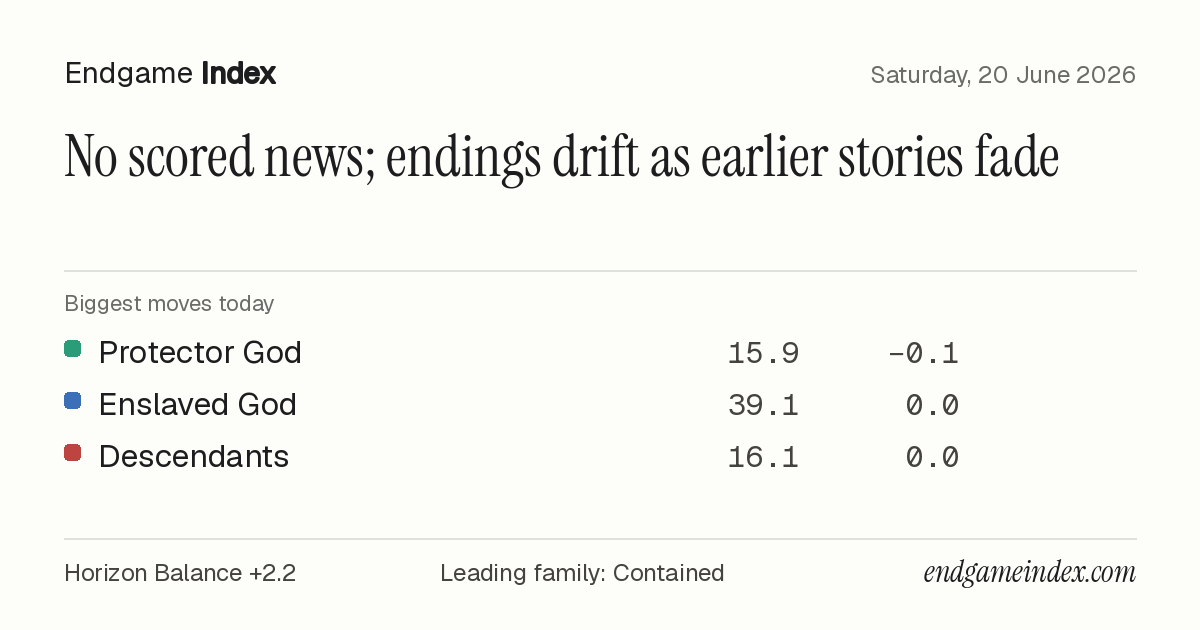 Endgame Index
Saturday, 20 June 2026
No scored news; endings drift as earlier stories fade
Biggest moves today
Protector God 15.9 −0.1
Enslaved God 39.1 0.0
Descendants 16.1 0.0
Horizon Balance +2.2
Leading family: Contained
endgameindex.com